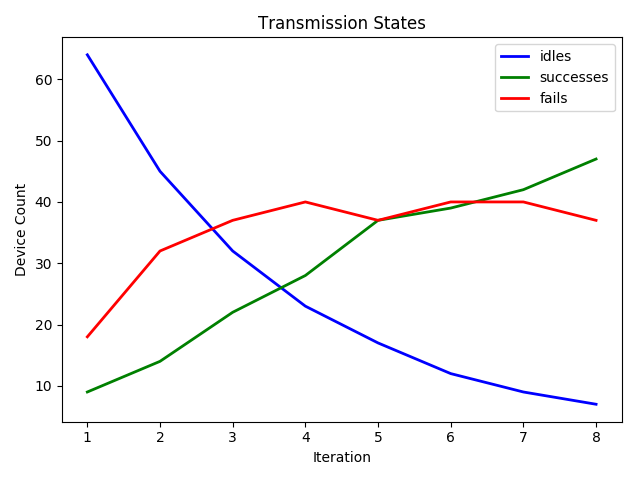 Transmission States
idles
successes
fails
Device Count
60
50
40
30
20
10
1 2 3 4 5 6 7 8
Iteration